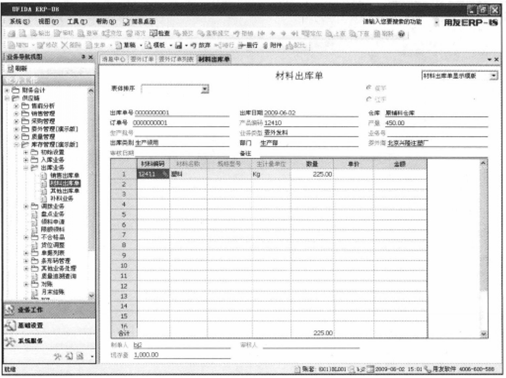 UFIDA ERP-U8
系统(S) 视图(V) 工具(T) 帮助(H) 简易桌面 请输入您要搜索的功能 用友ERP-U8
业务导航视图 消息中心 委外订单 委外订单列表 材料出库单
材料出库单
材料出库单显示模版
表体排序
出库单号 0000000001 出库日期 2009-06-02 仓库 原辅料仓库
订单号 0000000001 产品编码 12410 产量 450.00
生产批号 业务类型 委外发料 业务号
出库类别 生产领用 部门 生产部 委外商 北京兴隆注塑厂
审核日期 备注
材料编码 材料名称 规格型号 主计量单位 数量 单价 金额
1 12411 塑料 Kg 225.00
2
3
4
5
6
7
8
9
10
11
12
13
14
15
16
合计 225.00
制单人 审核人
现存量 1,000.00
财务会计
供应链
售前分析
销售管理
采购管理
委外管理[演示版]
质量管理
库存管理[演示版]
初始设置
入库业务
出库业务
销售出库单
材料出库单
其他出库单
补料业务
调拨业务
盘点业务
领料申请
限额领料
不合格品
货位调整
条形码管理
其他业务处理
对账
月末结账
业务工作
基础设置
系统服务
就绪 2009-06-02 15:01 用友软件 4006-600-588